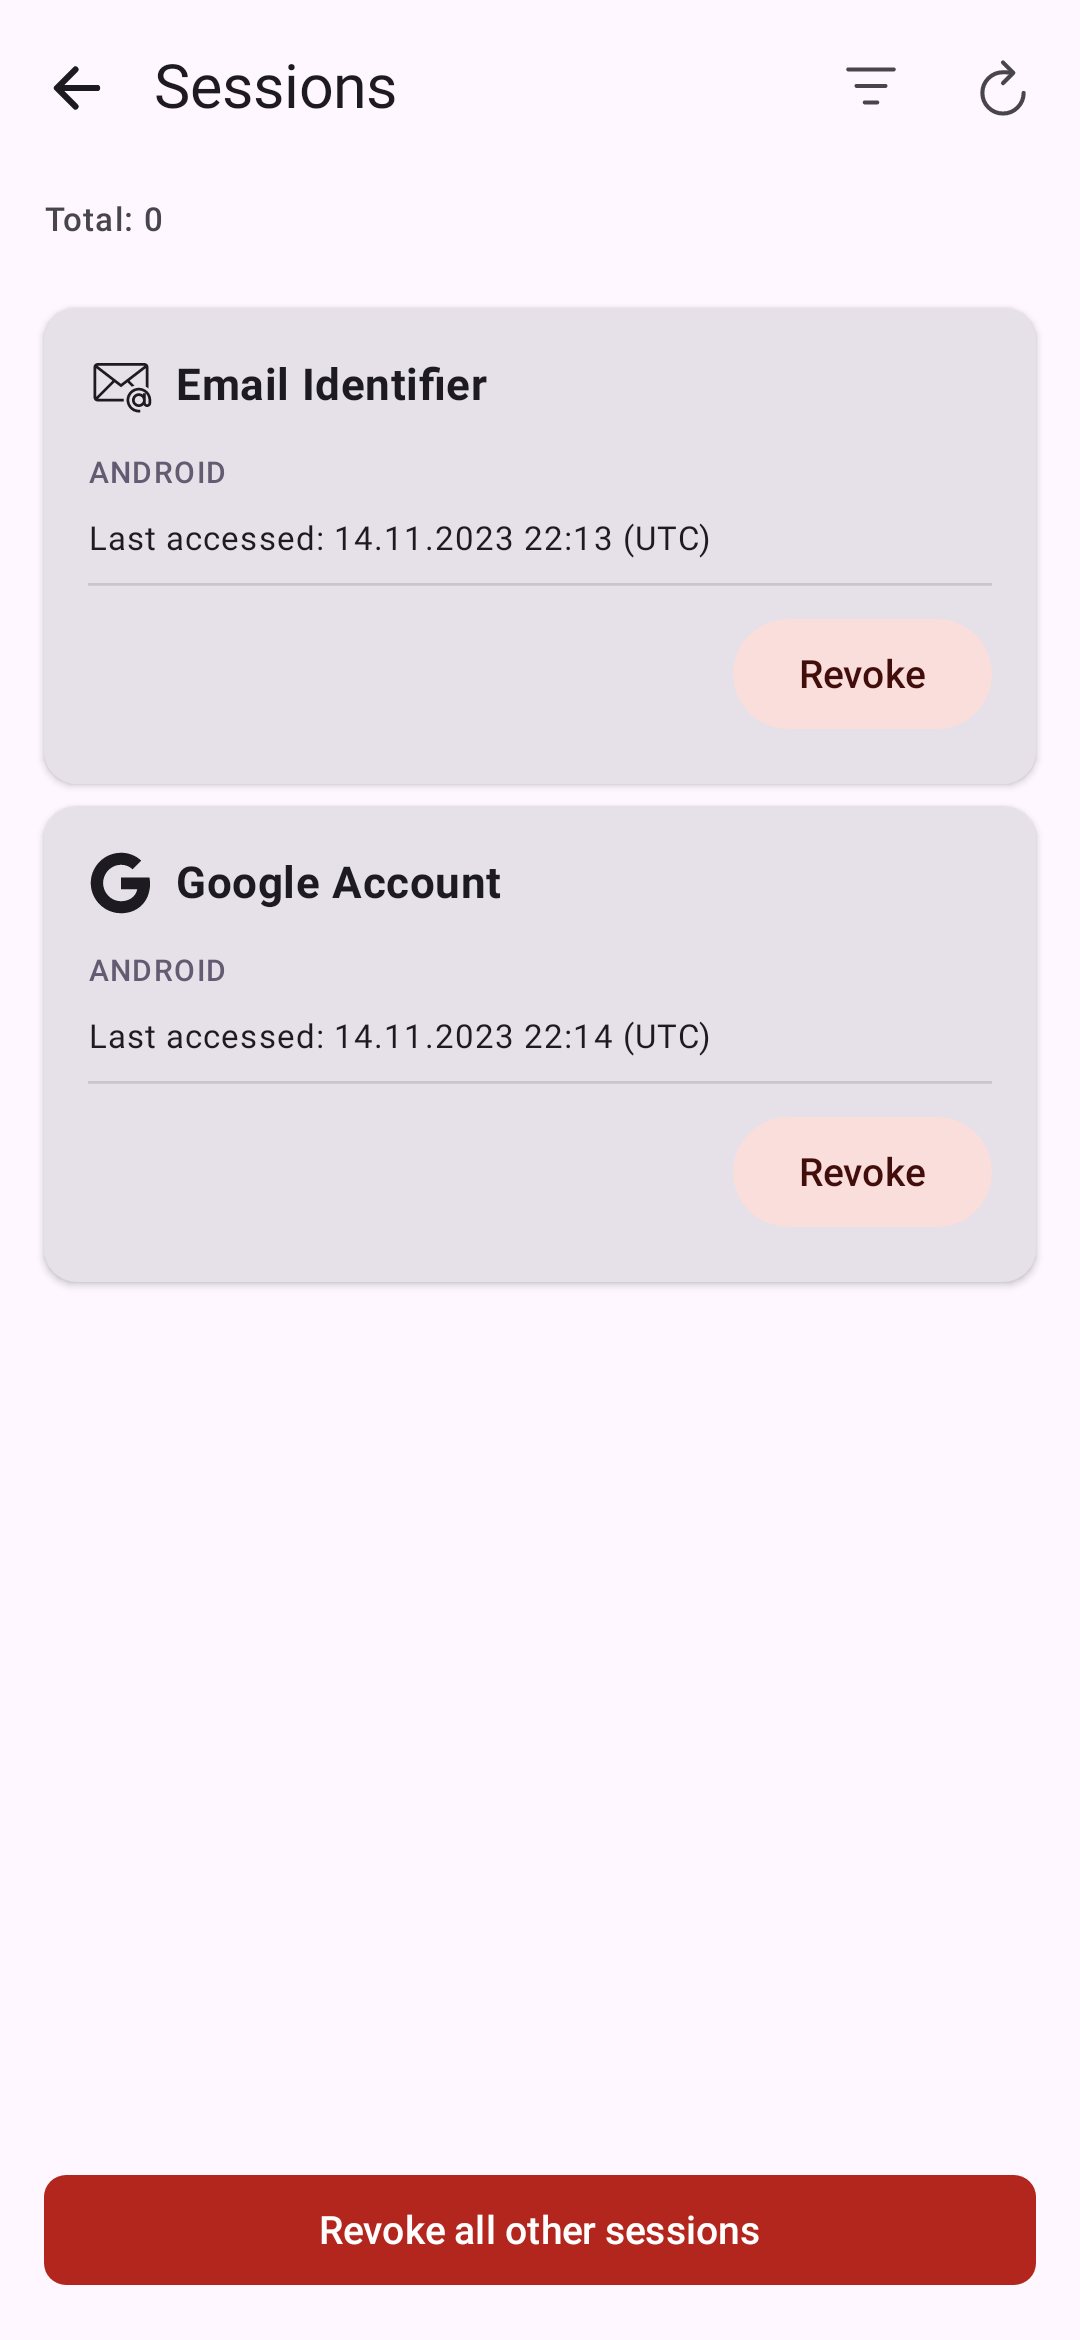 Sessions
Total: 0
Email Identifier
ANDROID
Last accessed: 14.11.2023 22:13 (UTC)
Revoke
Google Account
ANDROID
Last accessed: 14.11.2023 22:14 (UTC)
Revoke
Revoke all other sessions